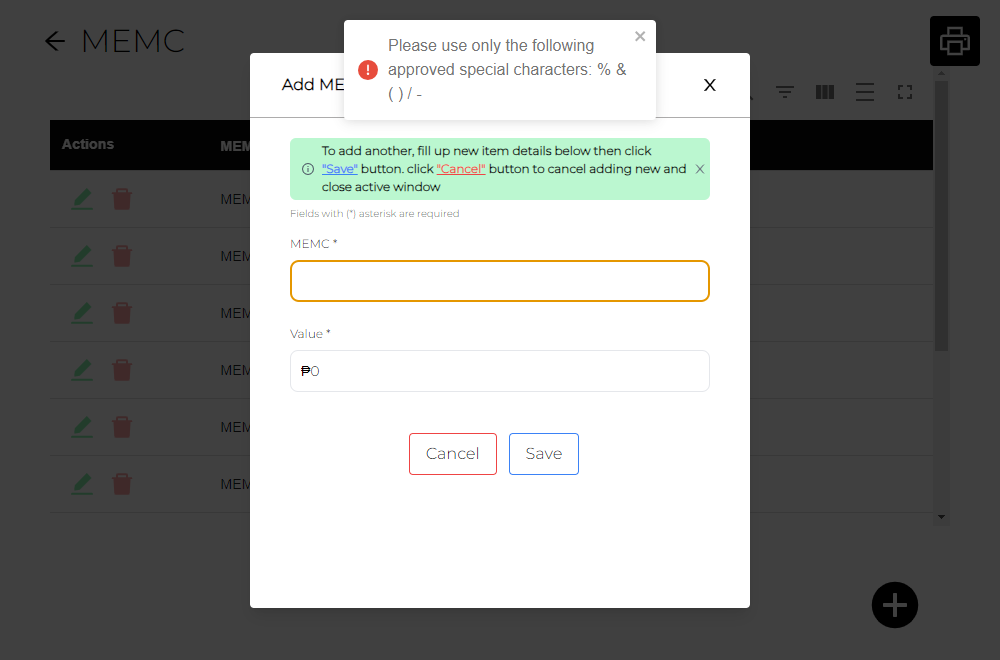 MEMC
Please use only the following
approved special characters: % &
( ) / -
Add ME
X
Actions
MEM
To add another, fill up new item details below then click
"Save" button. click "Cancel" button to cancel adding new and
close active window
Fields with (*) asterisk are required
MEMC *
Value *
₱0
Cancel
Save
MEM
MEM
MEM
MEM
MEM
MEM